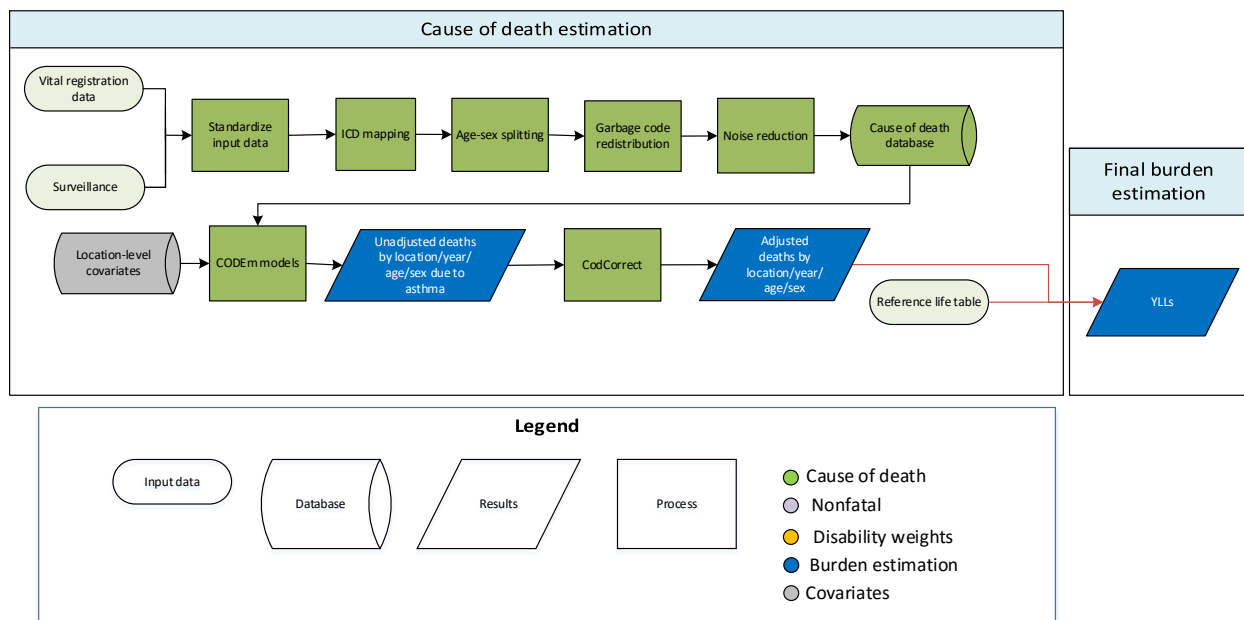 Cause of death estimation
Vital registration
data
Surveillance
Standardize
input data
ICD mapping
Age-sex splitting
Garbage code
redistribution
Noise reduction
Cause of death
database
Location-level
covariates
CODEm models
Unadjusted deaths
by location/year/
age/sex due to
asthma
CodCorrect
Adjusted
deaths by
location/year/
age/sex
Reference life table
Final burden
estimation
YLLs
Legend
Input data
Database
Results
Process
Cause of death
Nonfatal
Disability weights
Burden estimation
Covariates